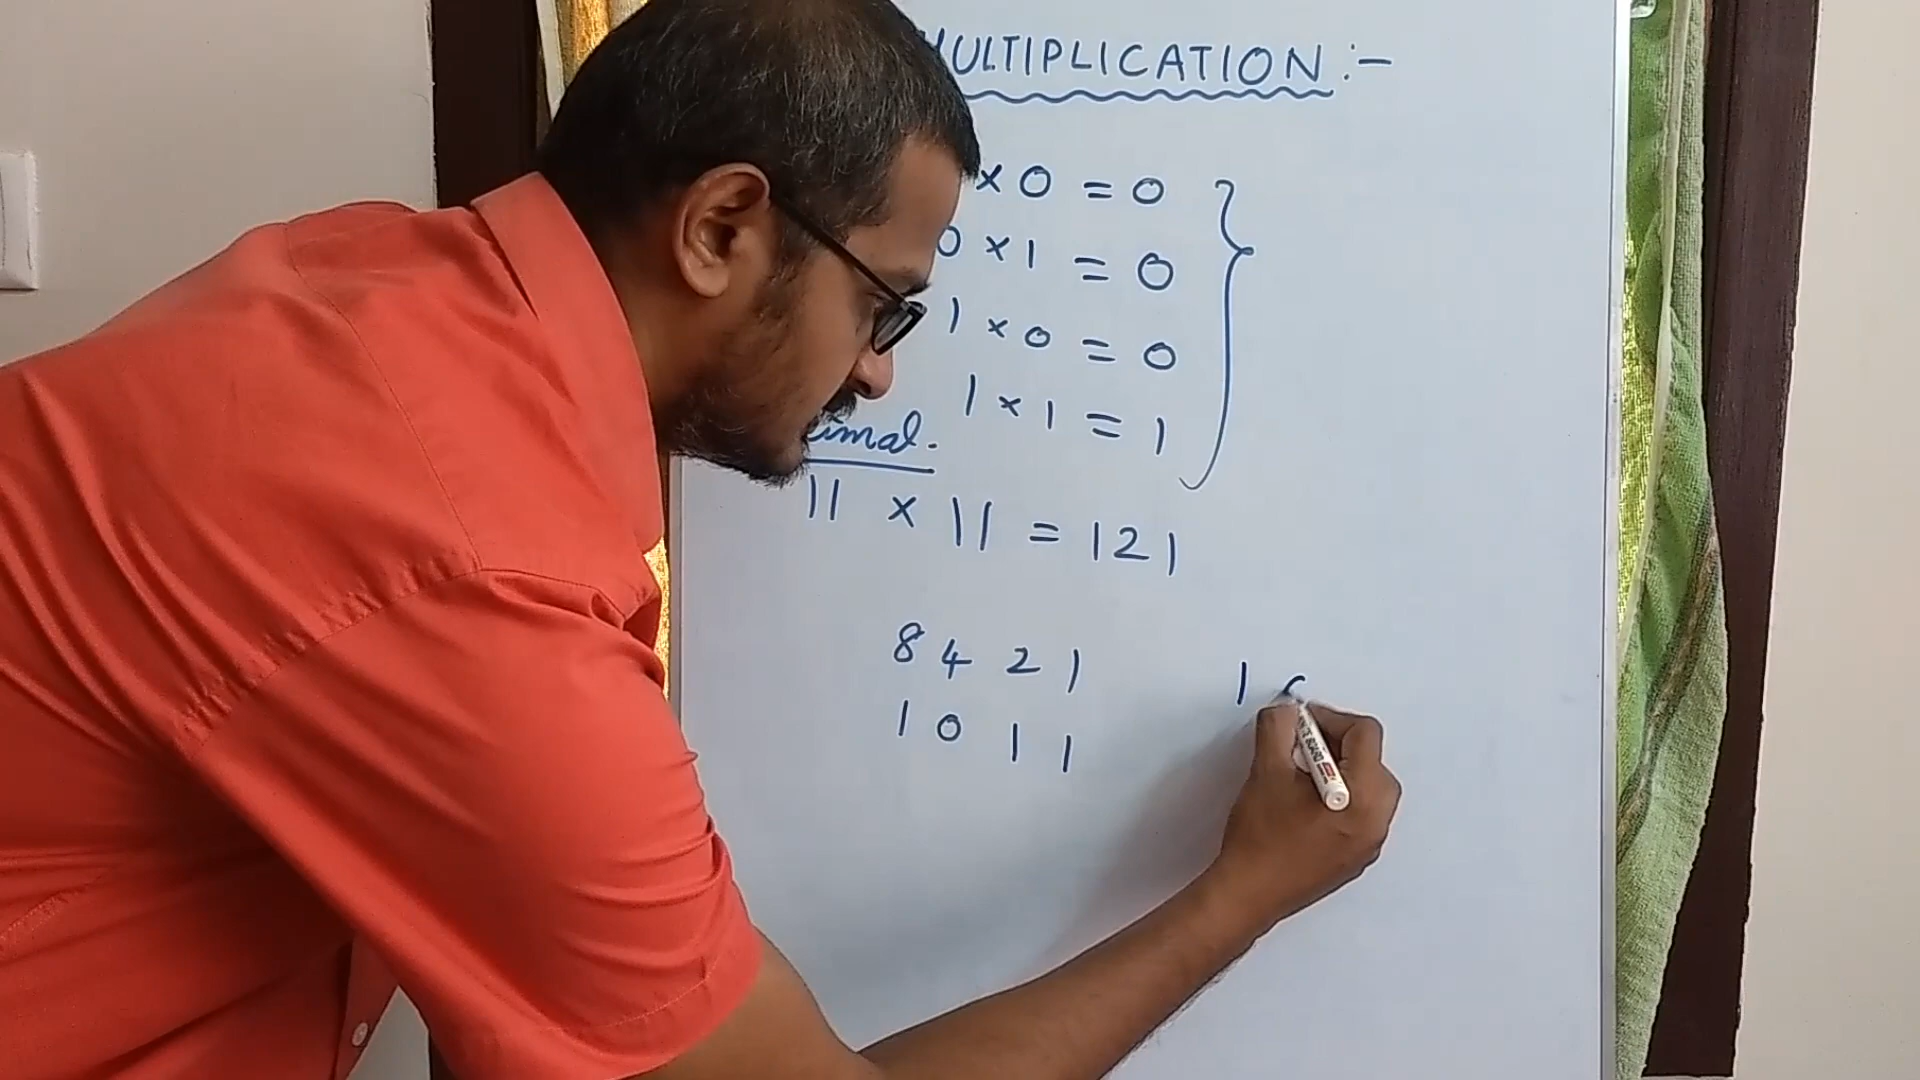 ULTIPLICATION :-
× 0 = 0
0 × 1 = 0
1 × 0 = 0
1 × 1 = 1
imal.
11 × 11 = 121
8 4 2 1
1 0 1 1
1